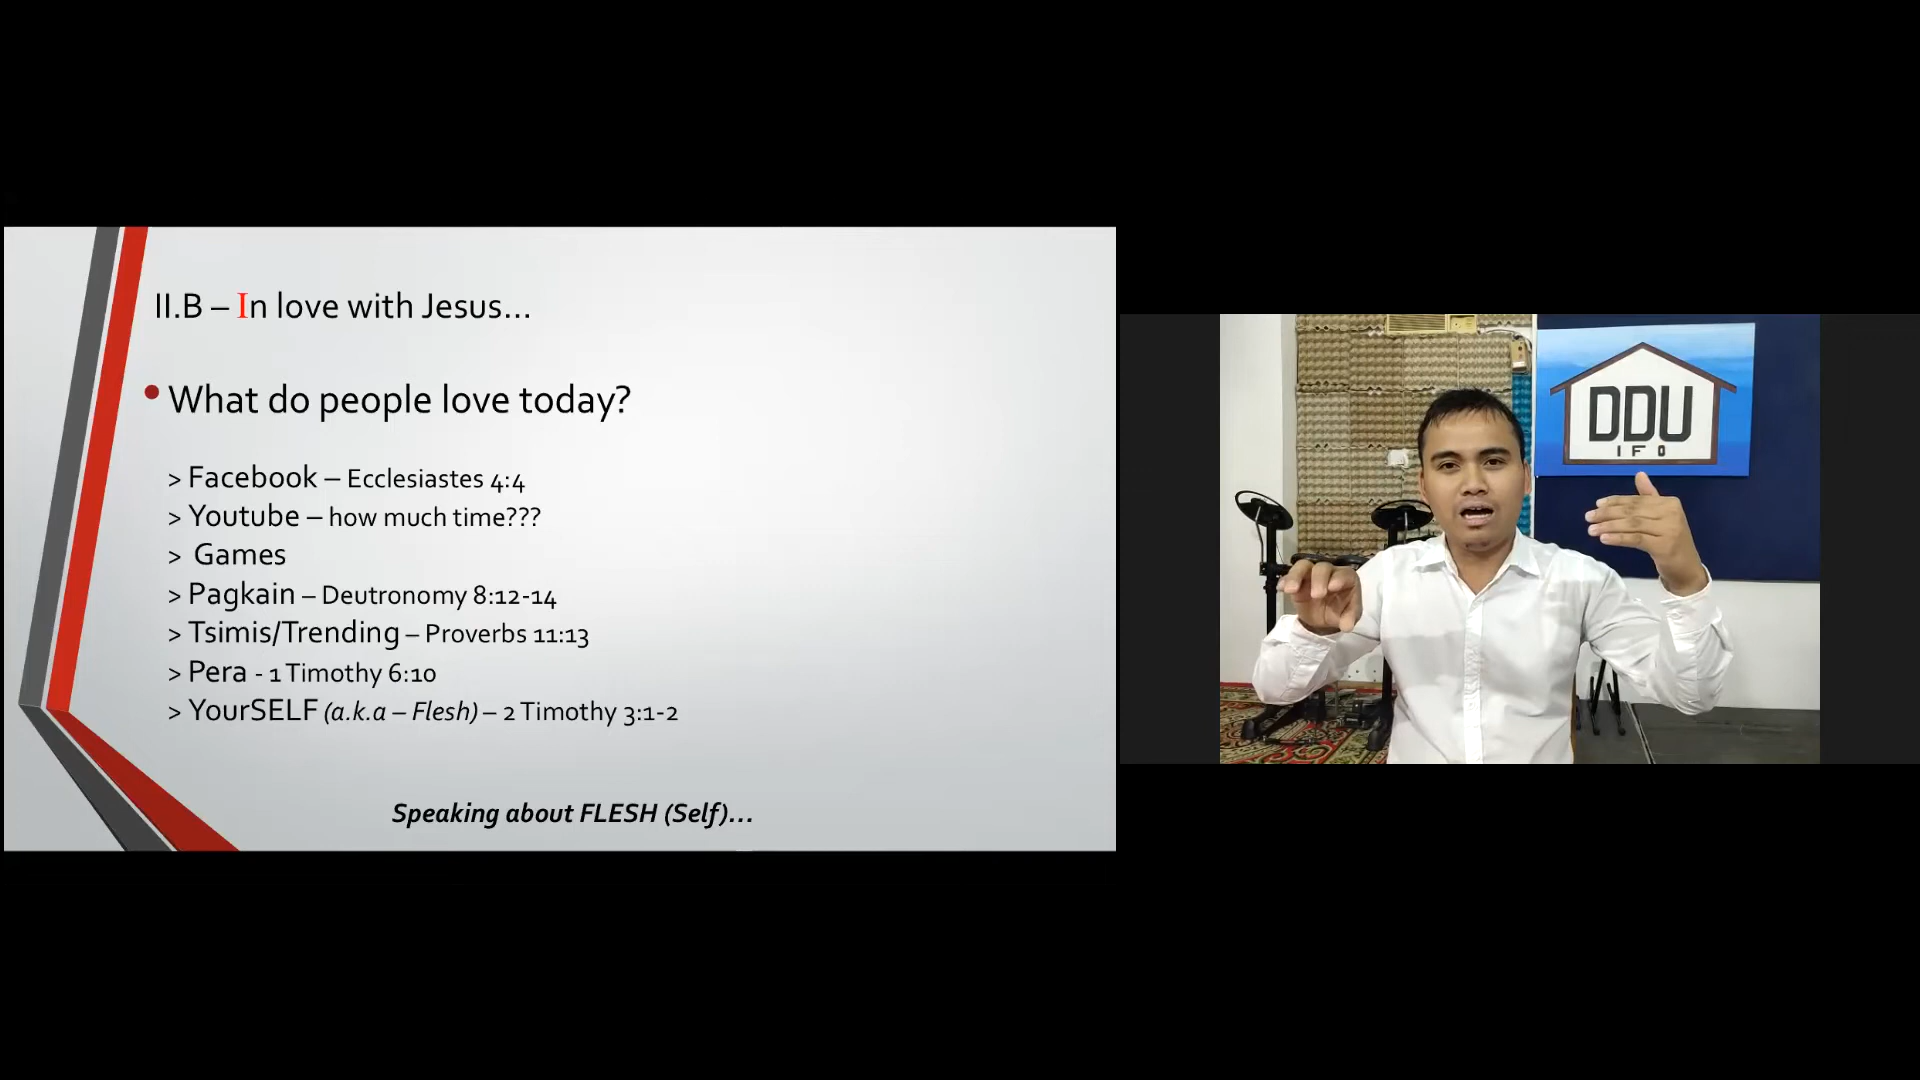 II.B – In love with Jesus...
• What do people love today?
> Facebook – Ecclesiastes 4:4
> Youtube – how much time???
> Games
> Pagkain – Deutronomy 8:12-14
> Tsimis/Trending – Proverbs 11:13
> Pera - 1 Timothy 6:10
> YourSELF (a.k.a – Flesh) – 2 Timothy 3:1-2
Speaking about FLESH (Self)...
DDU
IFO